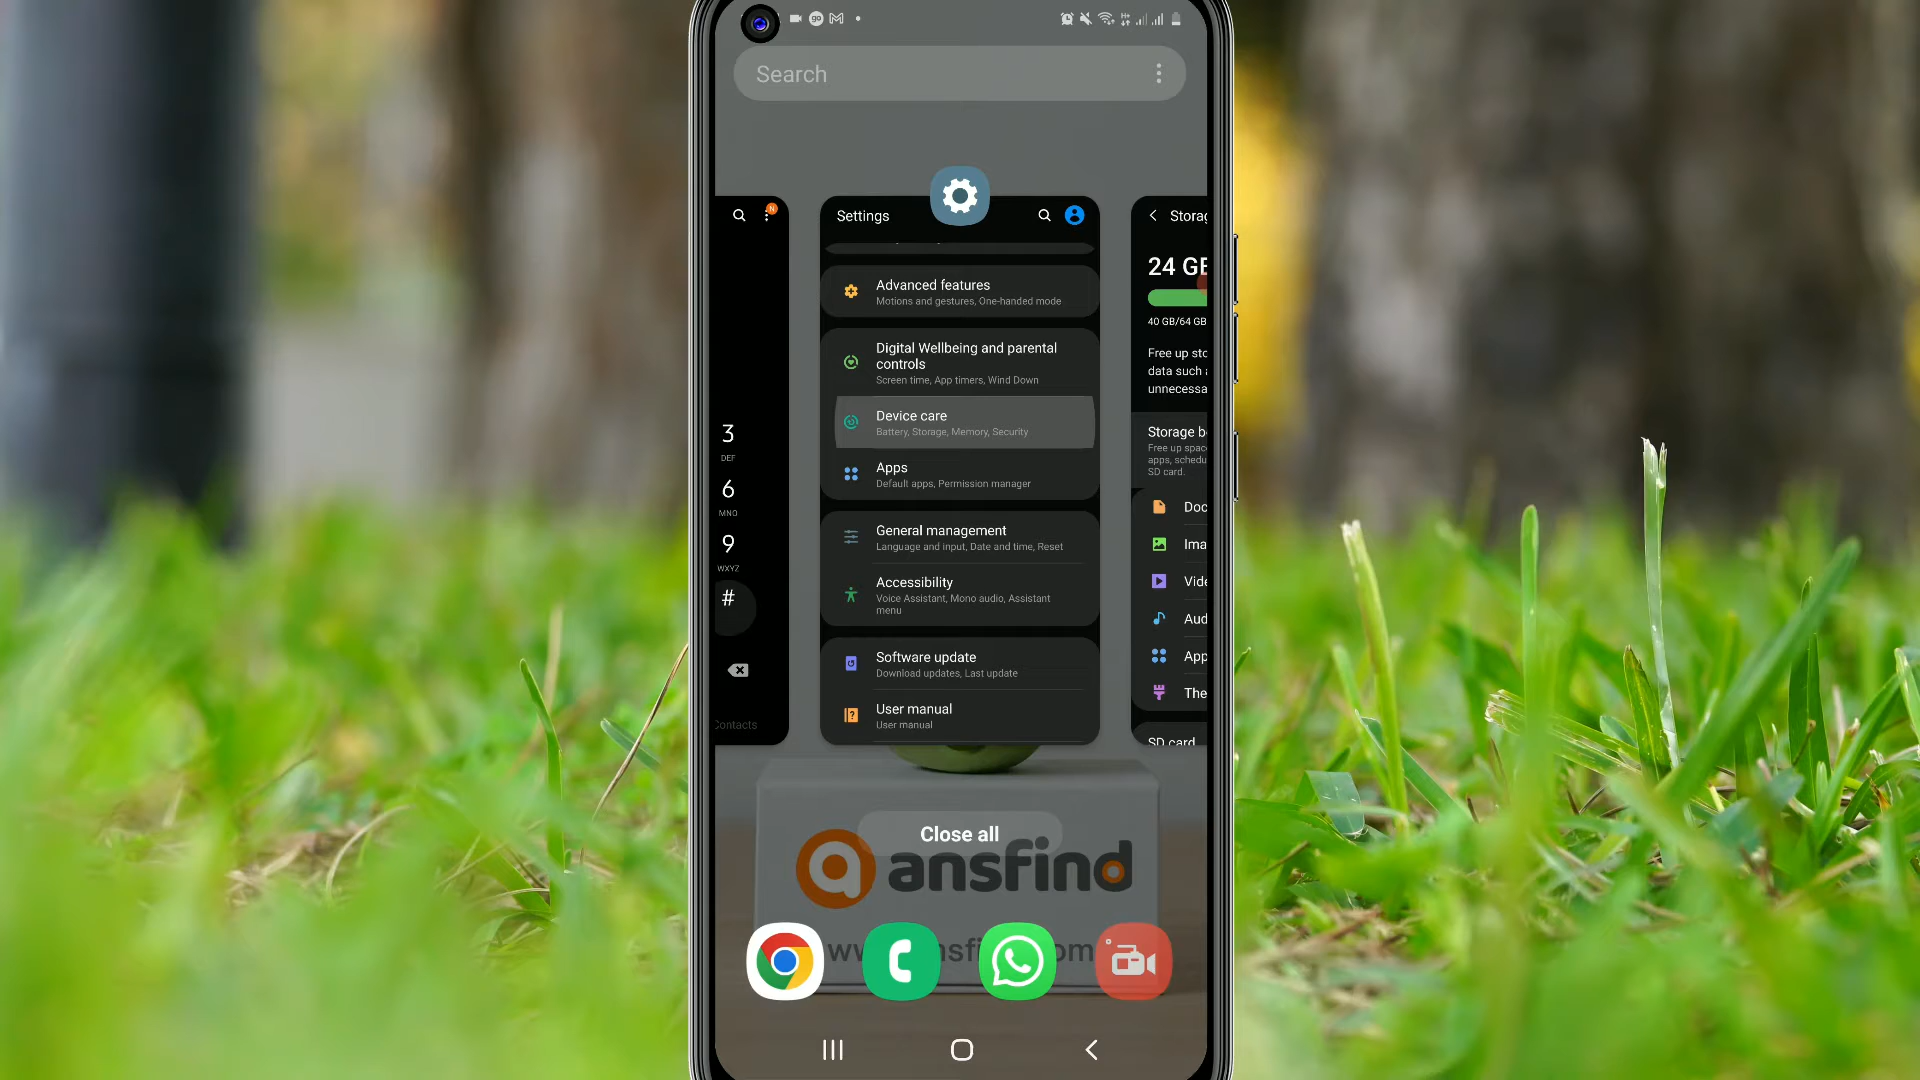 Search
3
DEF
6
MNO
9
WXYZ
#
Contacts
Settings
Advanced features
Motions and gestures, One-handed mode
Digital Wellbeing and parental
controls
Screen time, App timers, Wind Down
Device care
Battery, Storage, Memory, Security
Apps
Default apps, Permission manager
General management
Language and input, Date and time, Reset
Accessibility
Voice Assistant, Mono audio, Assistant
menu
Software update
Download updates, Last update
User manual
User manual
Storag
24 GB
40 GB/64 GB
Free up sto
data such a
unnecessa
Storage b
Free up spac
apps, schedu
SD card.
Doc
Ima
Vide
Aud
App
The
SD card
Close all
ansfind